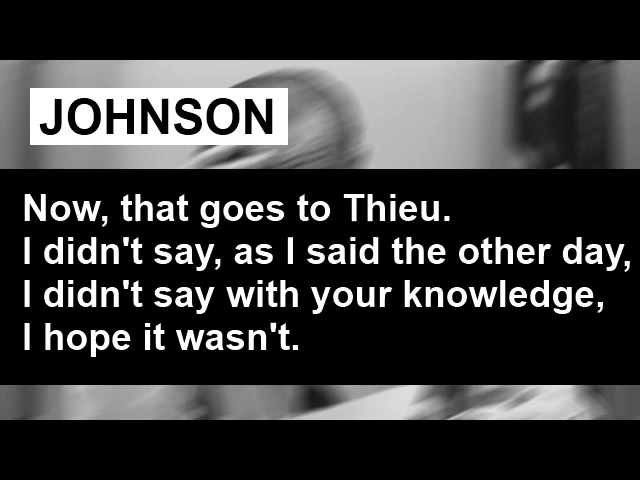 JOHNSON
Now, that goes to Thieu.
I didn't say, as I said the other day,
I didn't say with your knowledge,
I hope it wasn't.